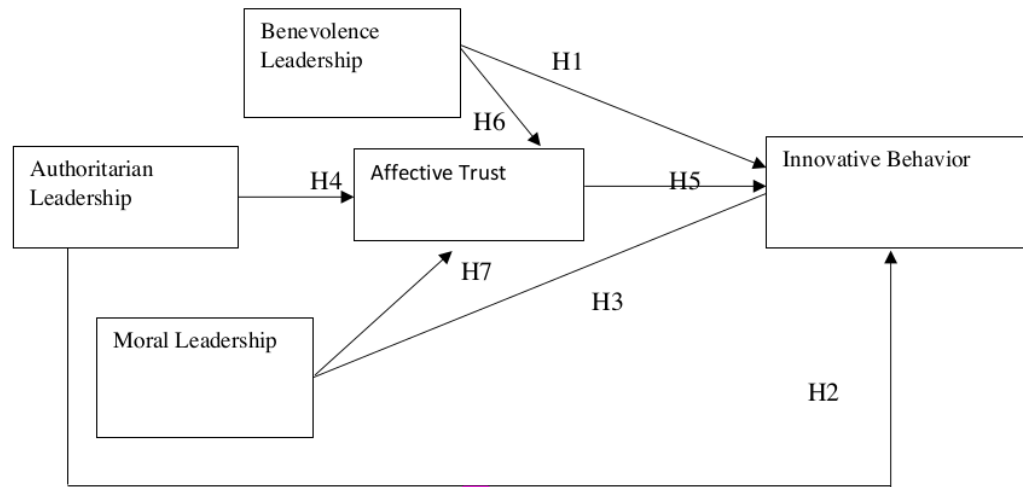 Benevolence
Leadership
H1
H6
Authoritarian
Leadership
H4
Affective Trust
H5
Innovative Behavior
H7
H3
Moral Leadership
H2